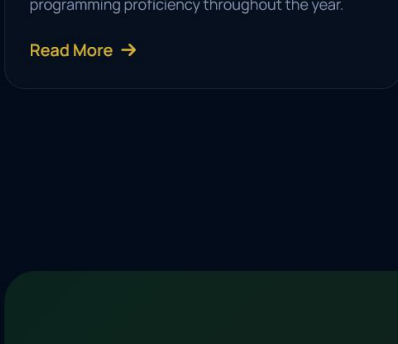 programming proficiency throughout the year.
Read More →